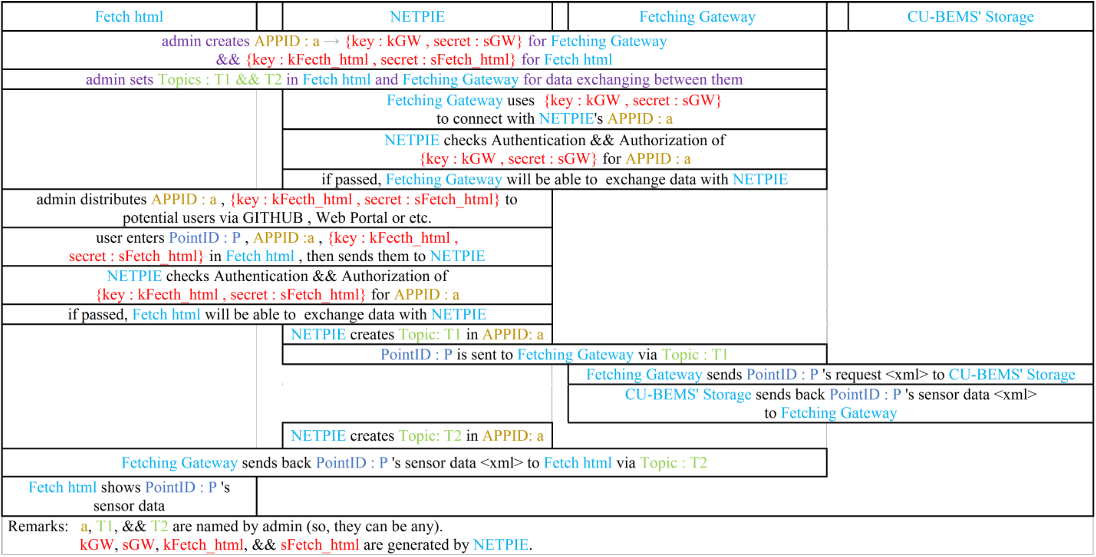 Fetch html NETPIE Fetching Gateway CU-BEMS' Storage
admin creates APPID : a → {key : kGW , secret : sGW} for Fetching Gateway
&& {key : kFecth_html , secret : sFetch_html} for Fetch html
admin sets Topics : T1 && T2 in Fetch html and Fetching Gateway for data exchanging between them
Fetching Gateway uses {key : kGW , secret : sGW}
to connect with NETPIE's APPID : a
NETPIE checks Authentication && Authorization of
{key : kGW , secret : sGW} for APPID : a
if passed, Fetching Gateway will be able to exchange data with NETPIE
admin distributes APPID : a , {key : kFecth_html , secret : sFetch_html} to
potential users via GITHUB , Web Portal or etc.
user enters PointID : P , APPID :a , {key : kFecth_html ,
secret : sFetch_html} in Fetch html , then sends them to NETPIE
NETPIE checks Authentication && Authorization of
{key : kFecth_html , secret : sFetch_html} for APPID : a
if passed, Fetch html will be able to exchange data with NETPIE
NETPIE creates Topic: T1 in APPID: a
PointID : P is sent to Fetching Gateway via Topic : T1
Fetching Gateway sends PointID : P 's request <xml> to CU-BEMS' Storage
CU-BEMS' Storage sends back PointID : P 's sensor data <xml>
to Fetching Gateway
NETPIE creates Topic: T2 in APPID: a
Fetching Gateway sends back PointID : P 's sensor data <xml> to Fetch html via Topic : T2
Fetch html shows PointID : P 's
sensor data
Remarks: a, T1, && T2 are named by admin (so, they can be any).
kGW, sGW, kFetch_html, && sFetch_html are generated by NETPIE.